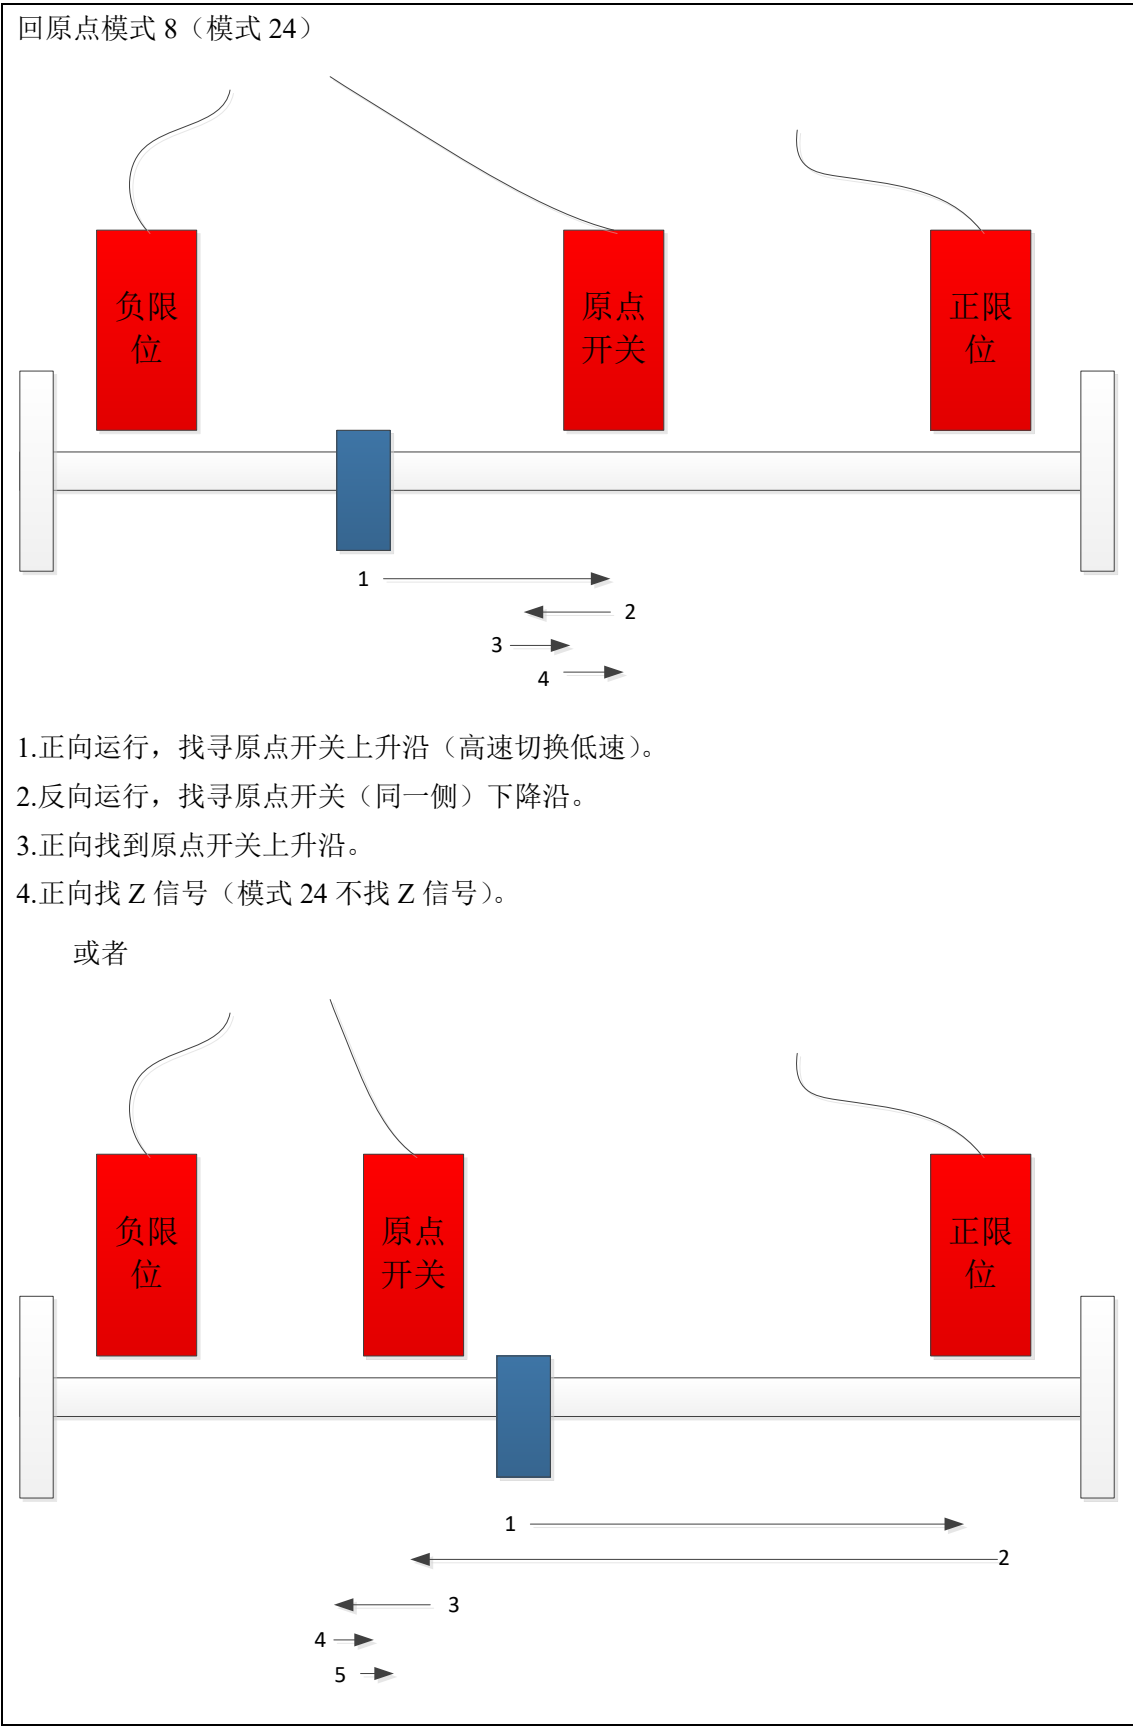 回原点模式 8（模式 24）
负限
位
原点
开关
正限
位
1
2
3
4
1.正向运行，找寻原点开关上升沿（高速切换低速）。
2.反向运行，找寻原点开关（同一侧）下降沿。
3.正向找到原点开关上升沿。
4.正向找 Z 信号（模式 24 不找 Z 信号）。
或者
负限
位
原点
开关
正限
位
1
2
3
4
5